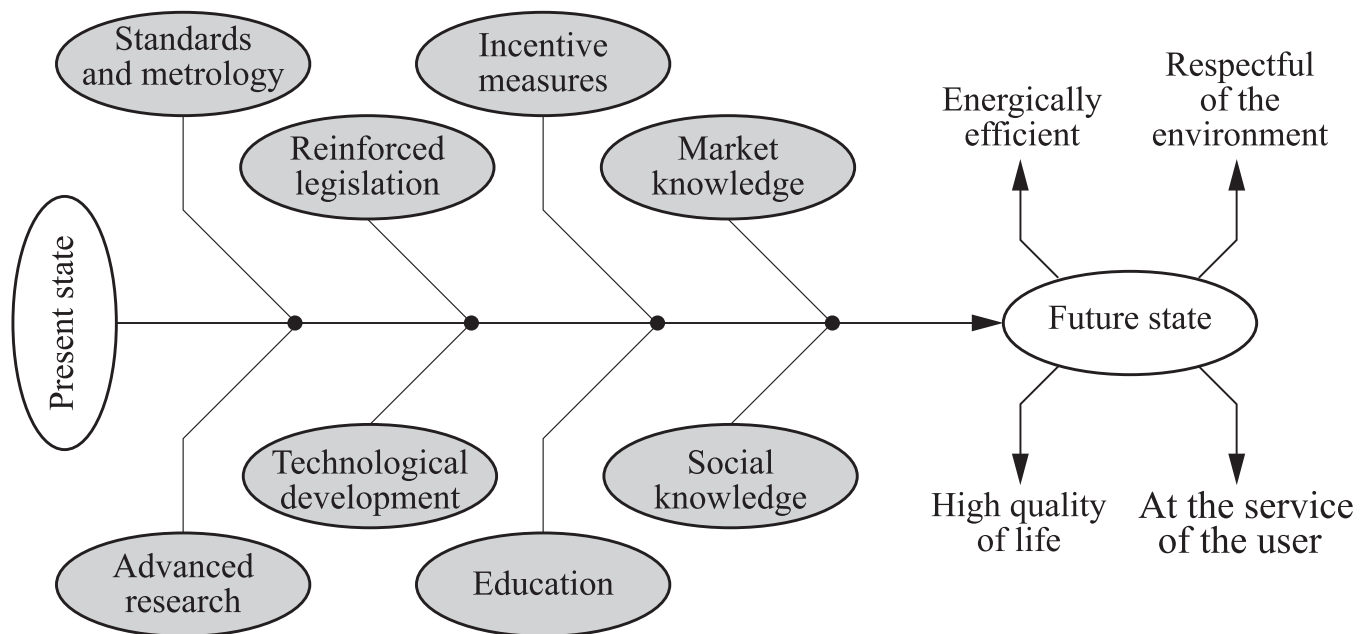 Standards
and metrology
Incentive
measures
Reinforced
legislation
Market
knowledge
Energically
efficient
Respectful
of the
environment
Present state
Future state
Technological
development
Social
knowledge
High quality
of life
At the service
of the user
Advanced
research
Education